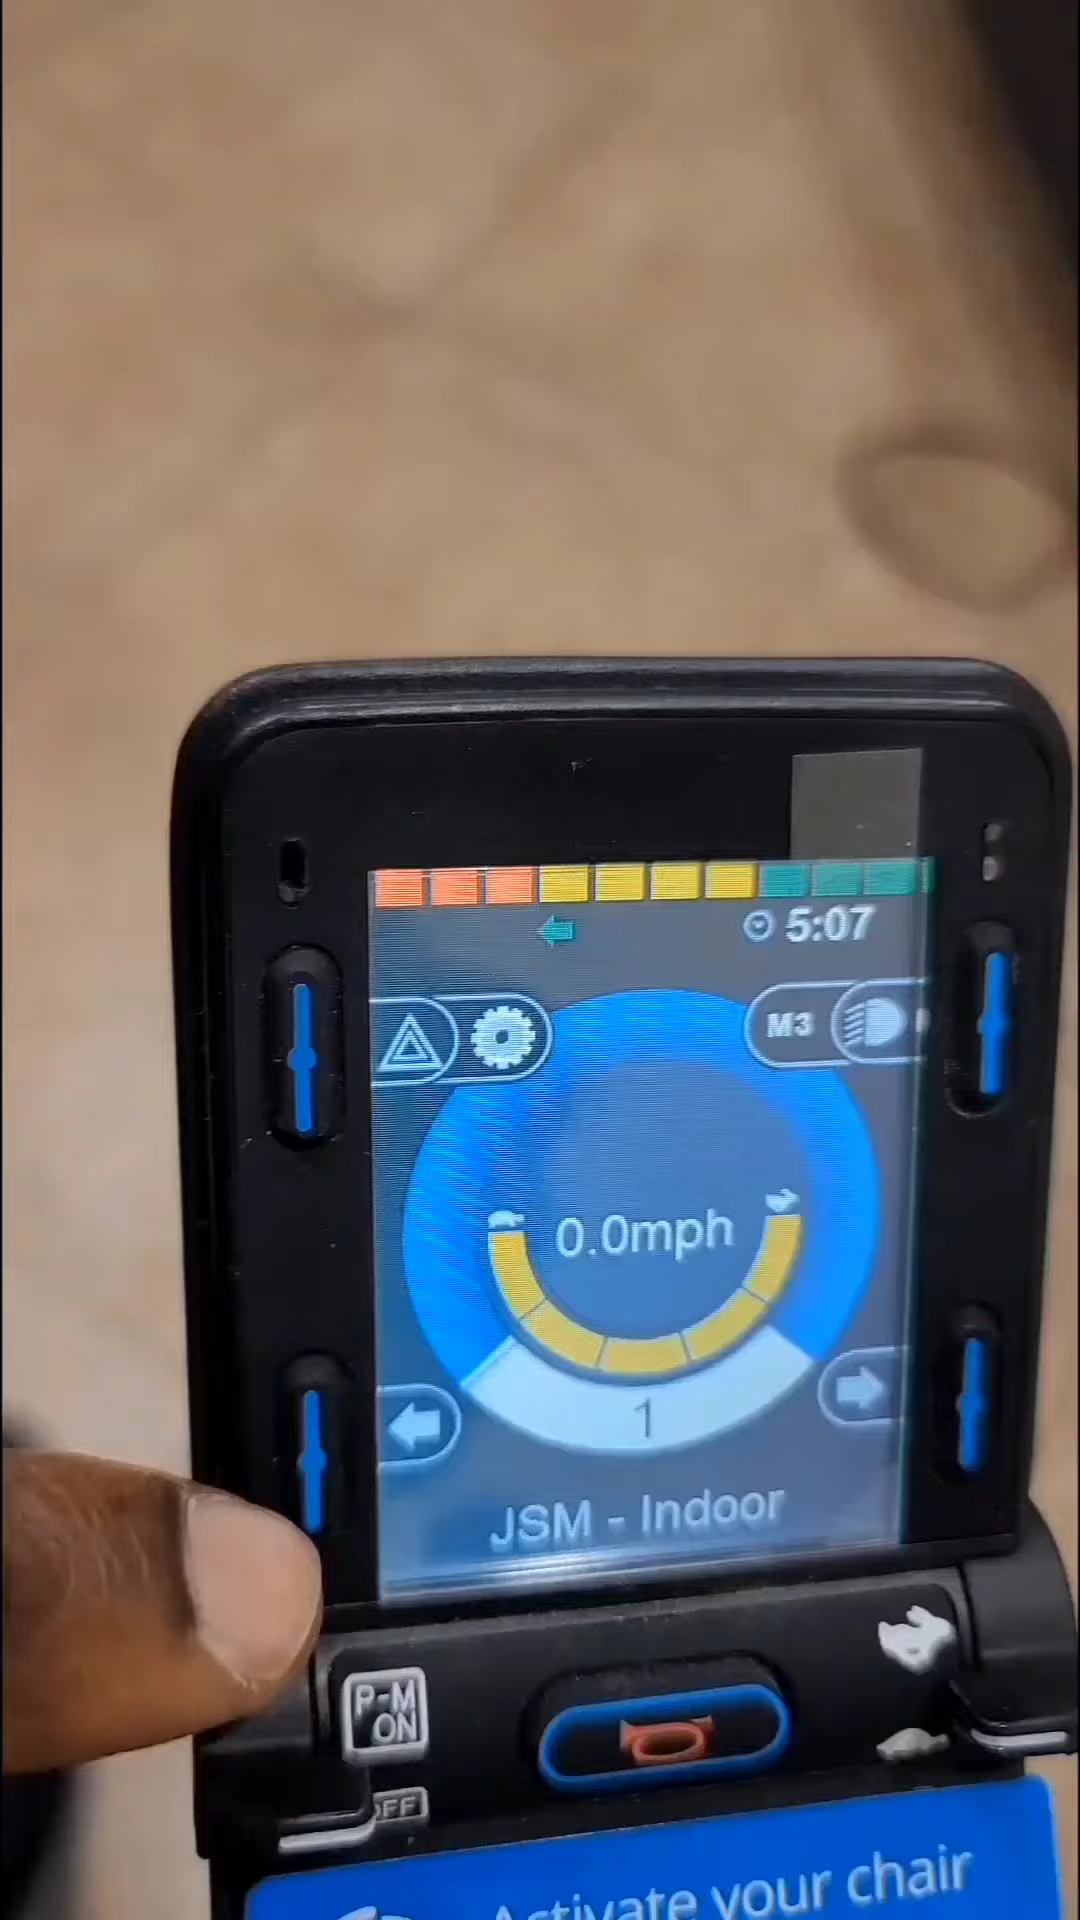 5:07
M3
0.0mph
1
JSM - Indoor
P-M
ON
OFF
Activate your chair